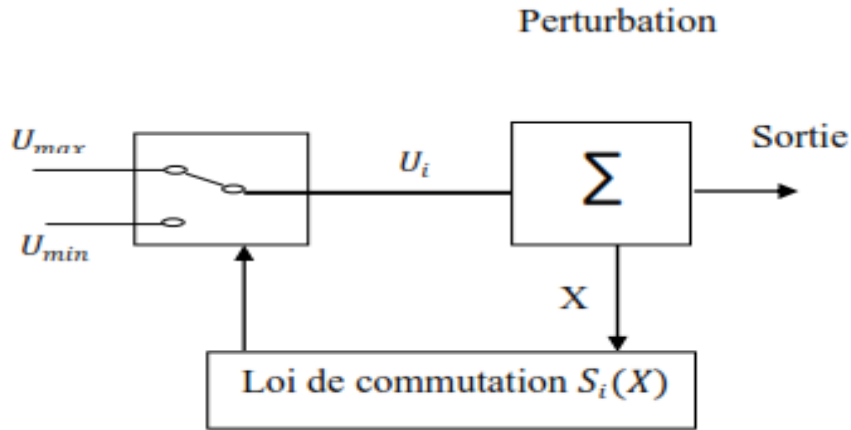 Perturbation
U_max
U_i
∑
Sortie
U_min
X
Loi de commutation S_i(X)